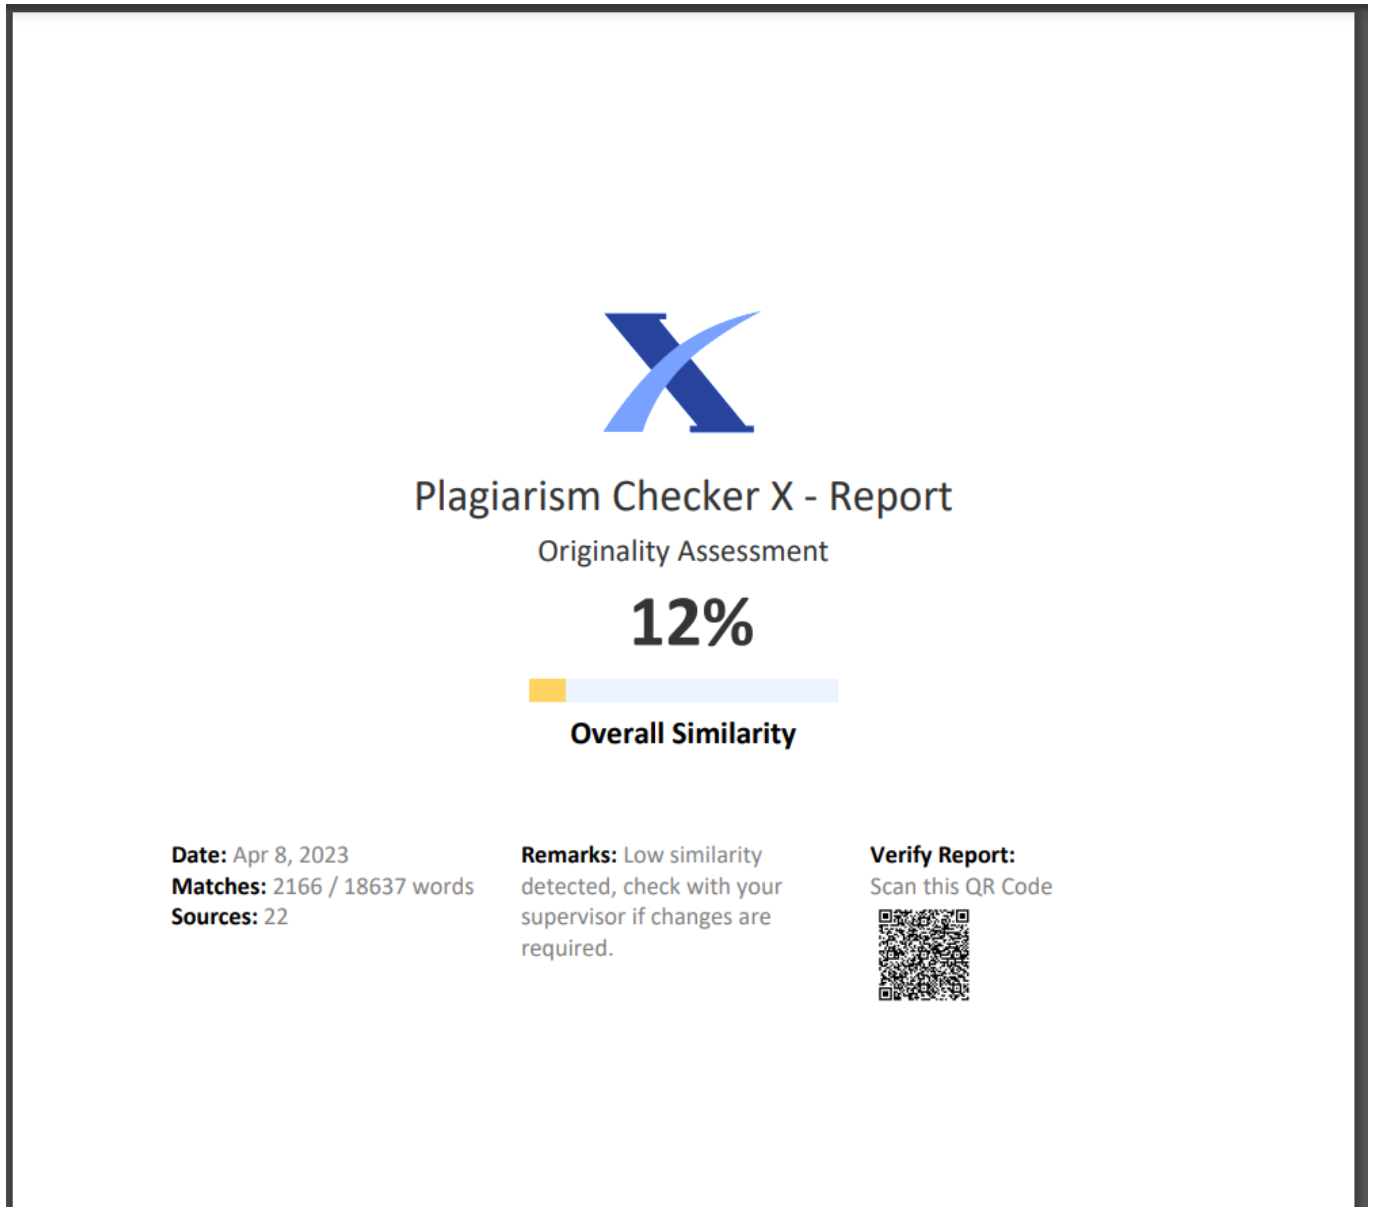 Plagiarism Checker X - Report
Originality Assessment
12%
Overall Similarity
Date: Apr 8, 2023
Matches: 2166 / 18637 words
Sources: 22
Remarks: Low similarity
detected, check with your
supervisor if changes are
required.
Verify Report:
Scan this QR Code